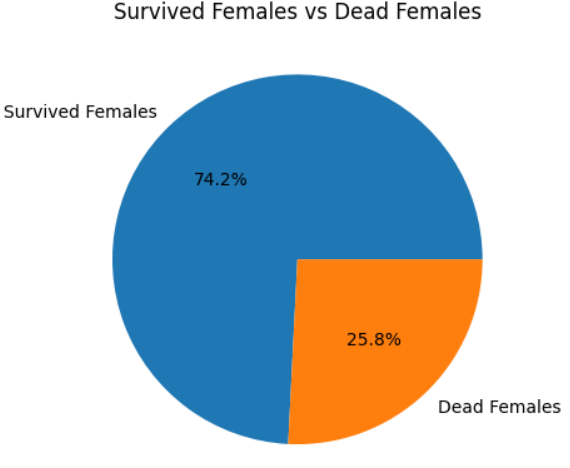 Survived Females vs Dead Females
Survived Females
74.2%
25.8%
Dead Females